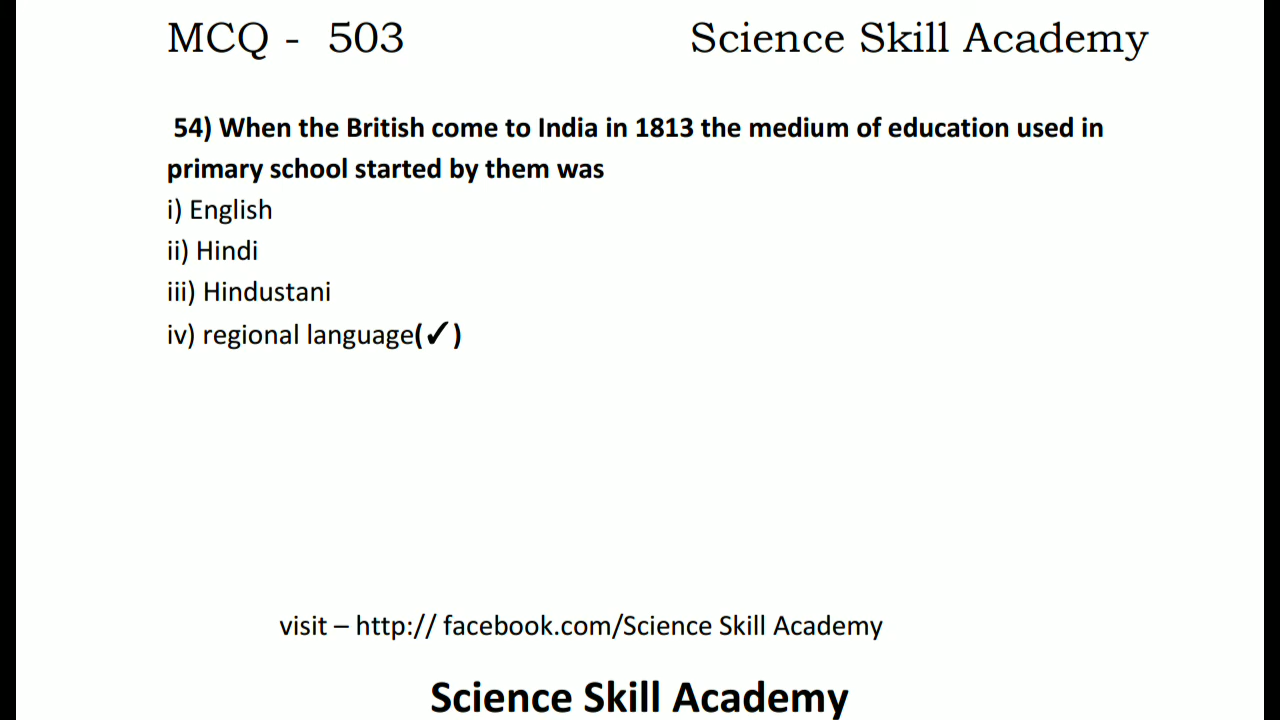 MCQ - 503 Science Skill Academy
54) When the British come to India in 1813 the medium of education used in
primary school started by them was
i) English
ii) Hindi
iii) Hindustani
iv) regional language(✓)
visit – http:// facebook.com/Science Skill Academy
Science Skill Academy